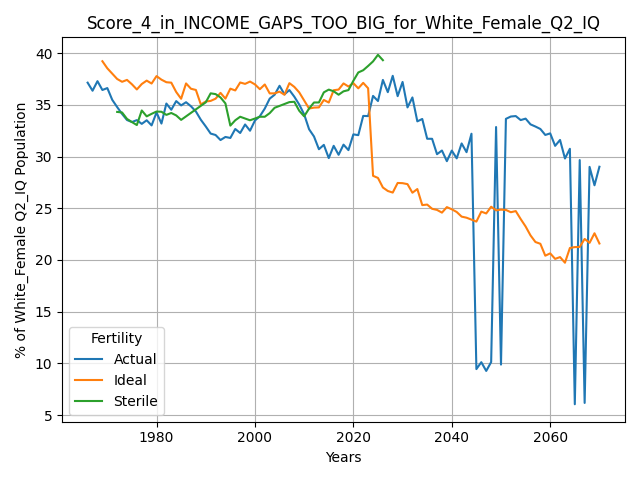 Score_4_in_INCOME_GAPS_TOO_BIG_for_White_Female_Q2_IQ
% of White_Female Q2_IQ Population
40
35
30
25
20
15
10
5
Fertility
Actual
Ideal
Sterile
1980 2000 2020 2040 2060
Years